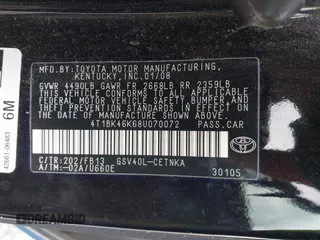 MFD.BY:TOYOTA MOTOR MANUFACTURING,
KENTUCKY,INC.01/08
GVWR 4490LB GAWR FR 2668LB RR 2359LB
THIS VEHICLE CONFORMS TO ALL APPLICABLE
FEDERAL MOTOR VEHICLE SAFETY, BUMPER,
AND THEFT PREVENTION STANDARDS IN EFFECT
ON THE DATE OF MANUFACTURE SHOWN ABOVE.
4T1BK46K68U070072 PASS.CAR
C/TR:202/FB13 GSV40L-CETNKA
A/TM:-02A/U660E
30105
6M
42661-06483
DREAMBID